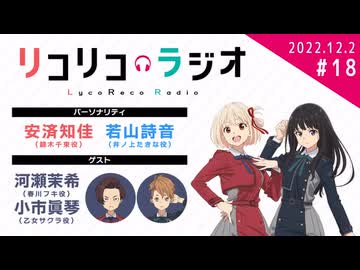 リコリコ ラジオ
LycoReco Radio
2022.12.2
#18
パーソナリティ
安済知佳
(錦木千束役)
若山詩音
(井ノ上たきな役)
ゲスト
河瀬茉希
(春川フキ役)
小市眞琴
(乙女サクラ役)